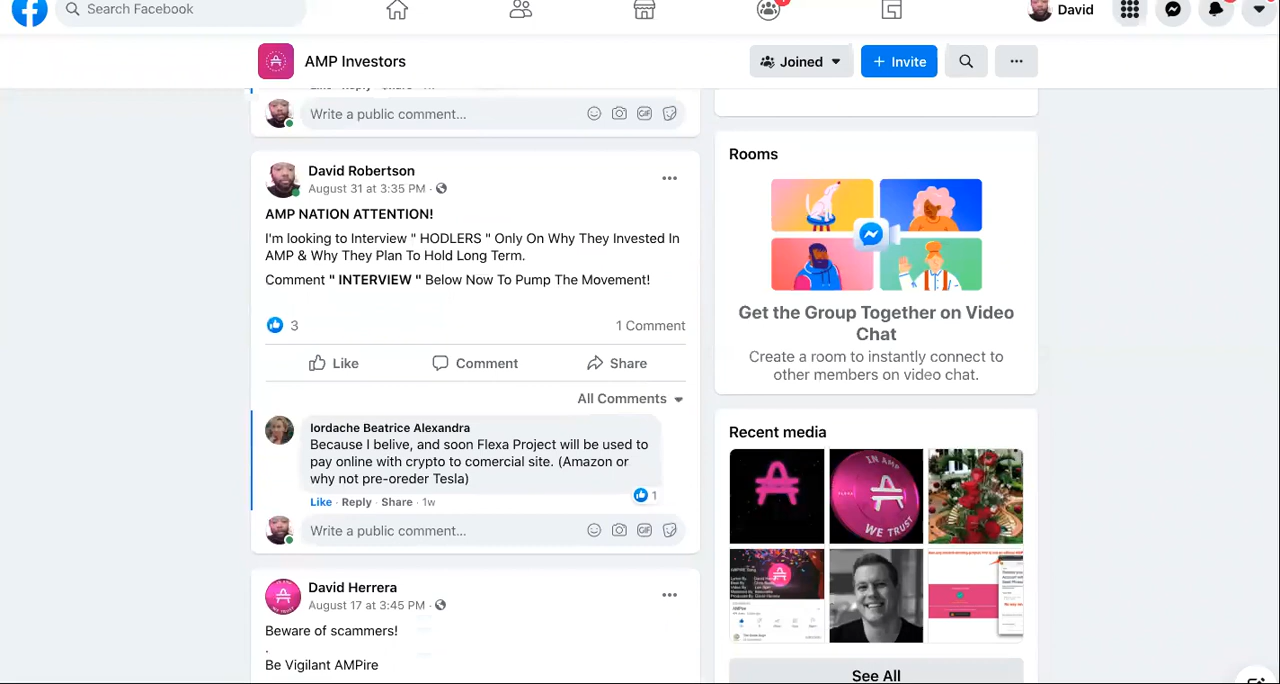 Search Facebook
David
AMP Investors
Joined
+ Invite
Write a public comment...
GIF
David Robertson
August 31 at 3:35 PM ·
AMP NATION ATTENTION!
I'm looking to Interview " HODLERS " Only On Why They Invested In
AMP & Why They Plan To Hold Long Term.
Comment " INTERVIEW " Below Now To Pump The Movement!
3
1 Comment
Like
Comment
Share
All Comments
Iordache Beatrice Alexandra
Because I belive, and soon Flexa Project will be used to
pay online with crypto to comercial site. (Amazon or
why not pre-oreder Tesla)
1
Like · Reply · Share · 1w
Write a public comment...
GIF
David Herrera
August 17 at 3:45 PM ·
Beware of scammers!
.
Be Vigilant AMPire
Rooms
Get the Group Together on Video
Chat
Create a room to instantly connect to
other members on video chat.
Recent media
IN AMP
FLEXA
WE TRUST
See All